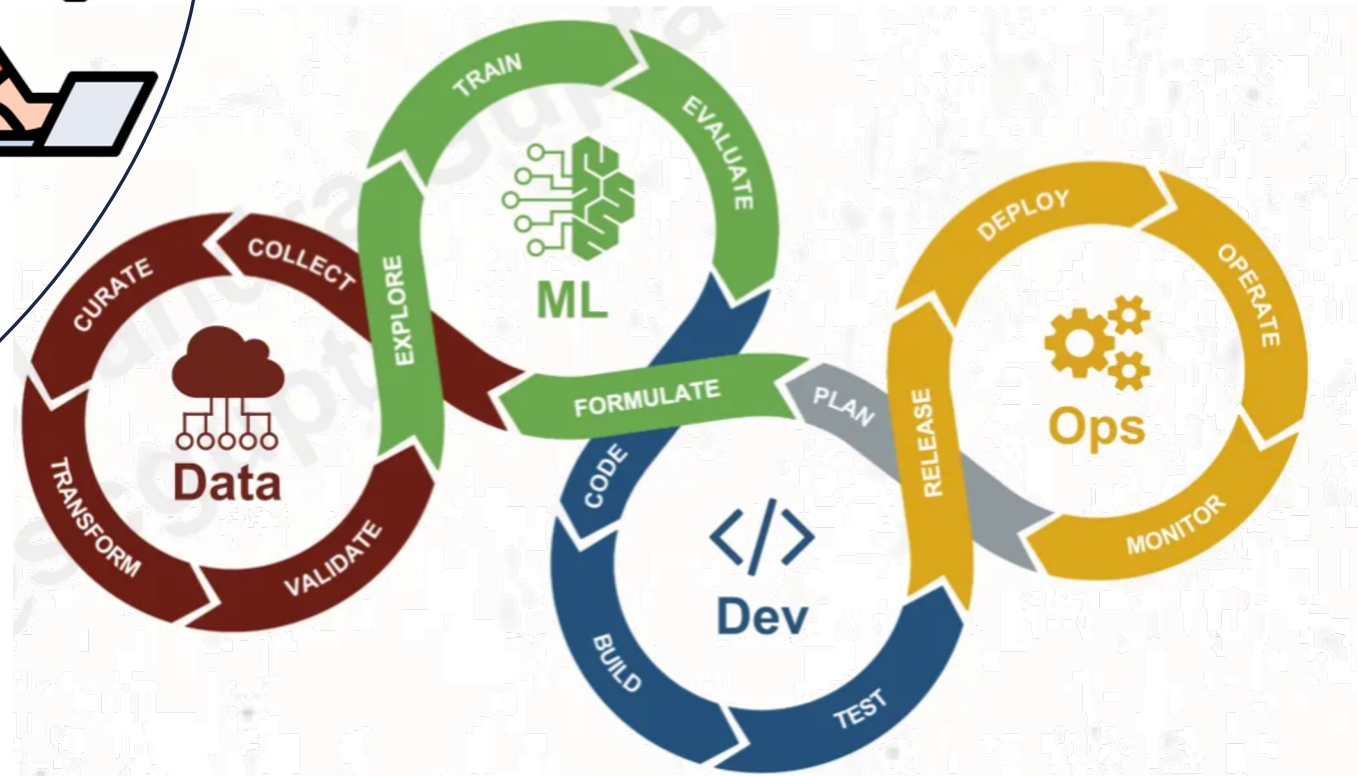 COLLECT
CURATE
TRANSFORM
VALIDATE
Data
EXPLORE
TRAIN
EVALUATE
ML
FORMULATE
CODE
BUILD
TEST
Dev
PLAN
RELEASE
DEPLOY
OPERATE
MONITOR
Ops